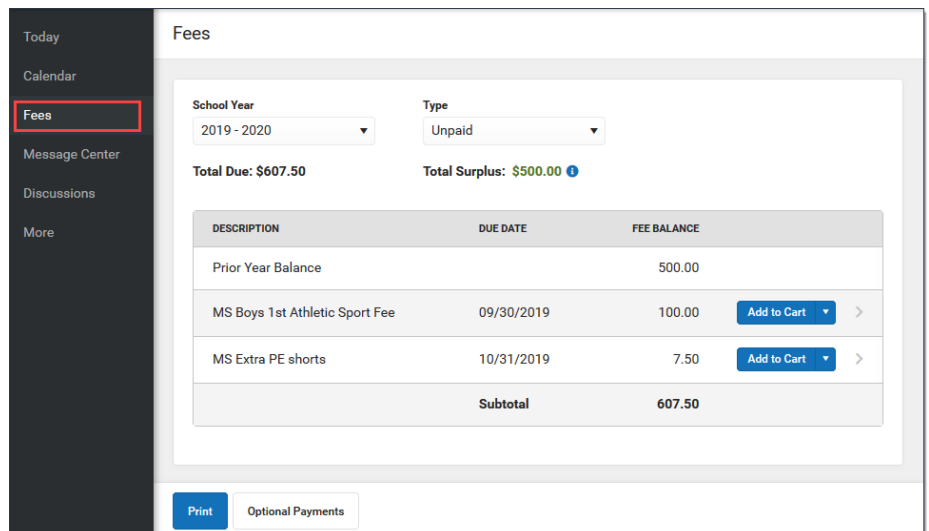 Today
Calendar
Fees
Message Center
Discussions
More
Fees
School Year Type
2019 - 2020 Unpaid
Total Due: $607.50 Total Surplus: $500.00
DESCRIPTION DUE DATE FEE BALANCE
Prior Year Balance 500.00
MS Boys 1st Athletic Sport Fee 09/30/2019 100.00 Add to Cart
MS Extra PE shorts 10/31/2019 7.50 Add to Cart
Subtotal 607.50
Print Optional Payments